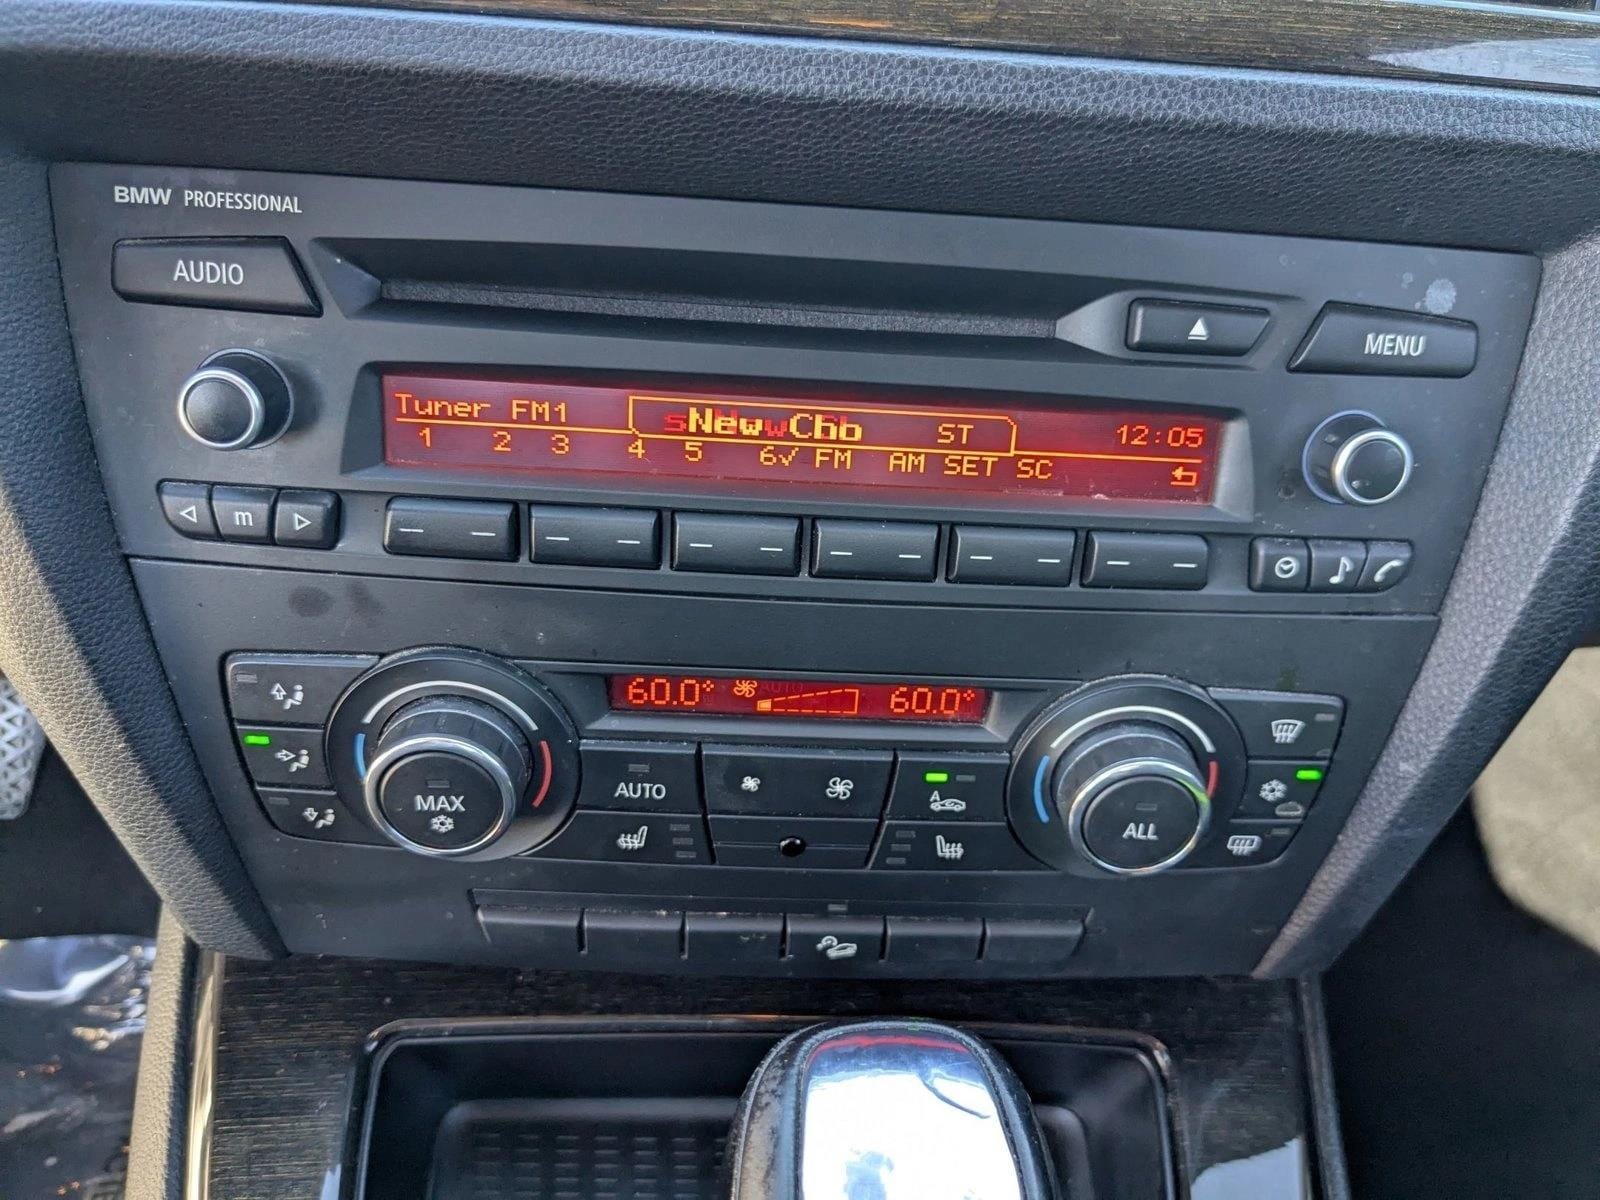 BMW PROFESSIONAL
AUDIO
MENU
Tuner FM1
ST
12:05
1 2 3 4 5 6✓ FM AM SET SC
m
60.0° AUTO 60.0°
MAX
AUTO
A
ALL